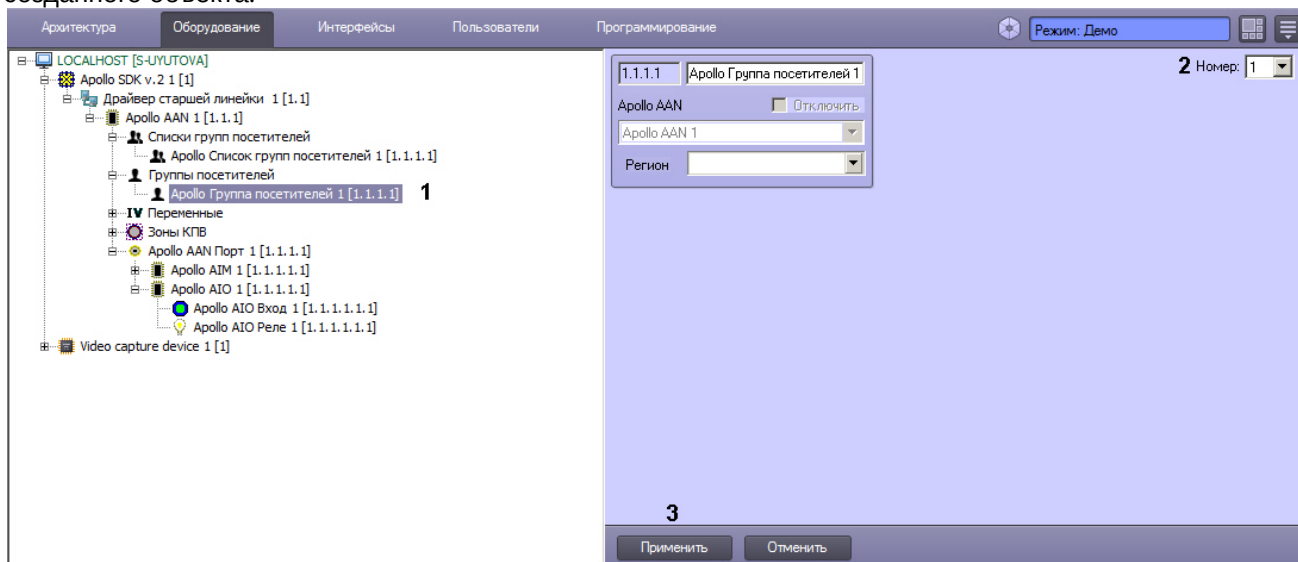 созданного объекта.
Архитектура Оборудование Интерфейсы Пользователи Программирование Режим: Демо
LOCALHOST [S-UYUTOVA]
Apollo SDK v.2 1 [1]
Драйвер старшей линейки 1 [1.1]
Apollo AAN 1 [1.1.1]
Списки групп посетителей
Apollo Список групп посетителей 1 [1.1.1.1]
Группы посетителей
Apollo Группа посетителей 1 [1.1.1.1] 1
IV Переменные
Зоны КПВ
Apollo AAN Порт 1 [1.1.1.1]
Apollo AIM 1 [1.1.1.1.1]
Apollo AIO 1 [1.1.1.1.1]
Apollo AIO Вход 1 [1.1.1.1.1.1]
Apollo AIO Реле 1 [1.1.1.1.1.1]
Video capture device 1 [1]
1.1.1.1 Apollo Группа посетителей 1
Apollo AAN Отключить
Apollo AAN 1
Регион
2 Номер: 1
3
Применить Отменить